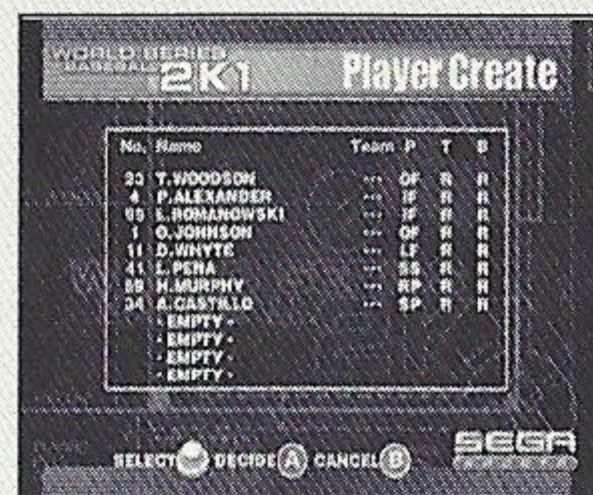 WORLD SERIES
BASEBALL
2K1
Player Create
No. Name Team P T B
23 T.WOODSON --- OF R R
4 P.ALEXANDER --- IF R R
L.ROMANOWSKI --- IF R R
1 O.JOHNSON --- OF R R
11 D.WHYTE --- LF R R
41 L.PENA --- SS R R
H.MURPHY --- RP R R
34 A.CASTILLO --- SP R R
- EMPTY -
- EMPTY -
- EMPTY -
- EMPTY -
SELECT DECIDE A CANCEL B
SEGA
SPORTS